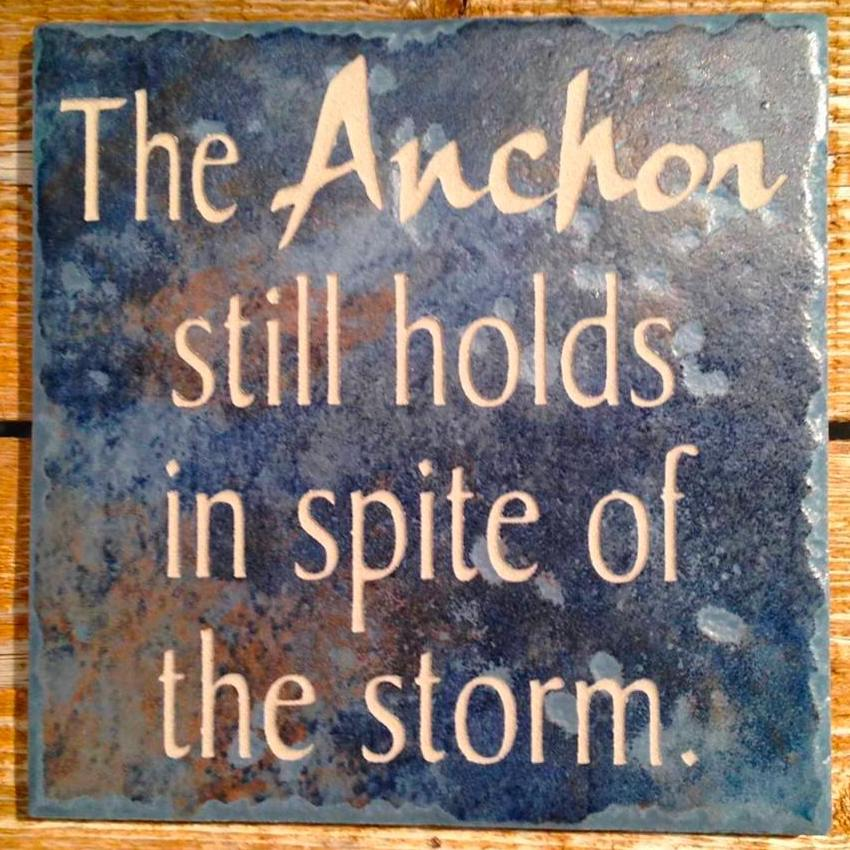 The Anchor
still holds
in spite of
the storm.